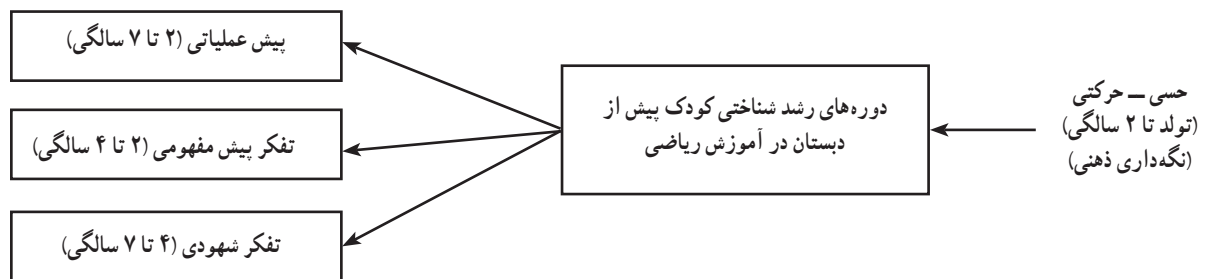 حسی ــ حرکتی
(تولد تا ۲ سالگی)
(نگه‌داری ذهنی)
دوره‌های رشد شناختی کودک پیش از
دبستان در آموزش ریاضی
پیش عملیاتی (۲ تا ۷ سالگی)
تفکر پیش مفهومی (۲ تا ۴ سالگی)
تفکر شهودی (۴ تا ۷ سالگی)